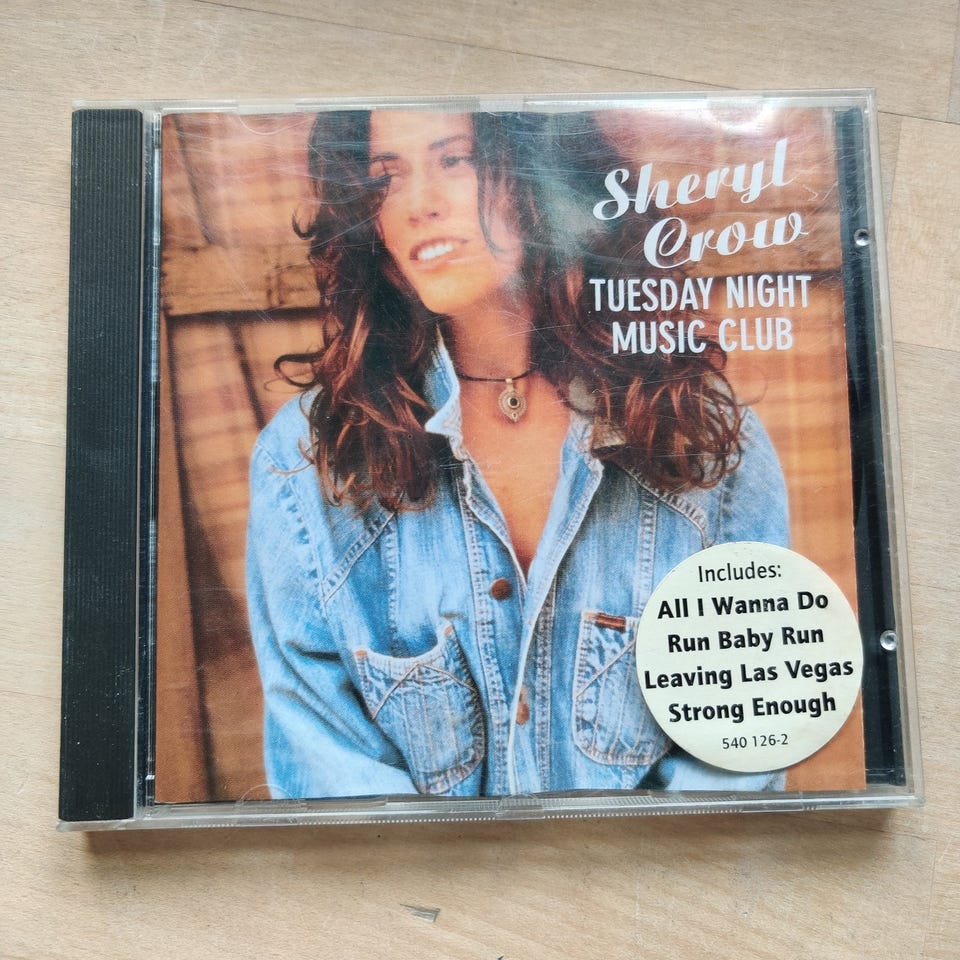 Sheryl
Crow
TUESDAY NIGHT
MUSIC CLUB
Includes:
All I Wanna Do
Run Baby Run
Leaving Las Vegas
Strong Enough
540 126-2